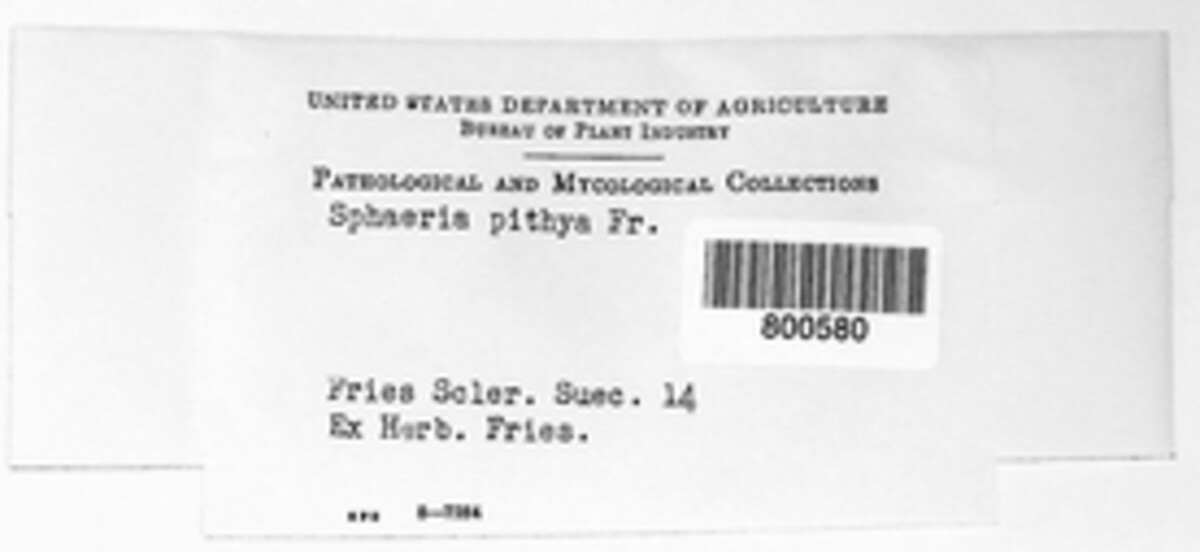 UNITED STATES DEPARTMENT OF AGRICULTURE
BUREAU OF PLANT INDUSTRY
PATHOLOGICAL AND MYCOLOGICAL COLLECTIONS
Sphaeria pithya Fr.
800580
Fries Scler. Suec. 14
Ex Herb. Fries.